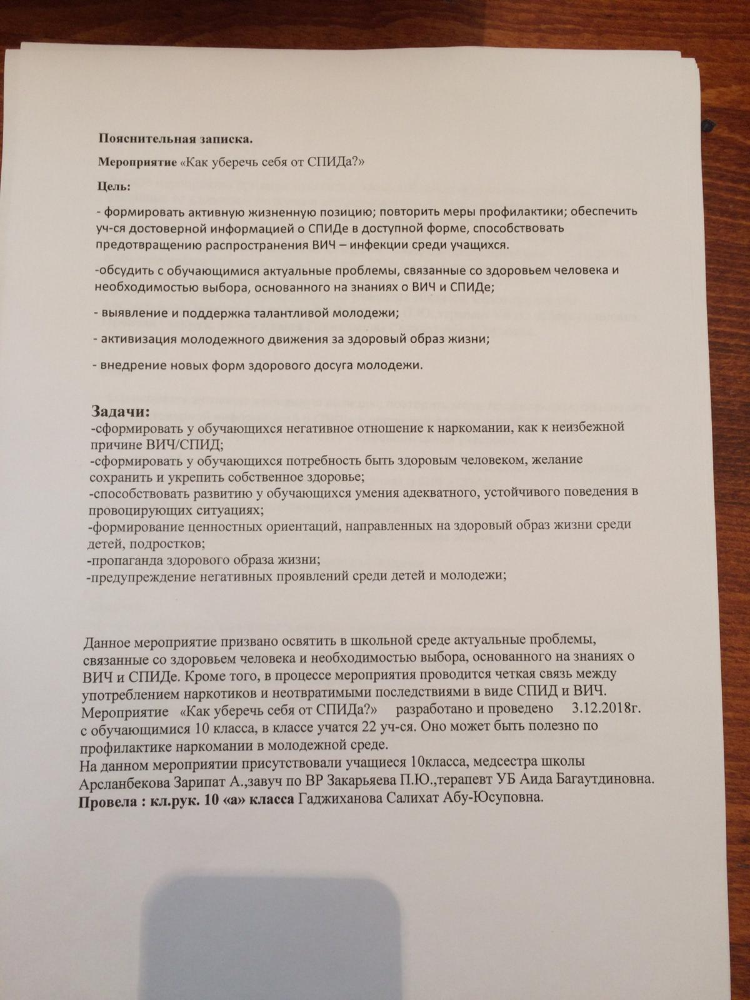 Пояснительная записка.
Мероприятие «Как уберечь себя от СПИДа?»
Цель:
- формировать активную жизненную позицию; повторить меры профилактики; обеспечить
уч-ся достоверной информацией о СПИДе в доступной форме, способствовать
предотвращению распространения ВИЧ – инфекции среди учащихся.
-обсудить с обучающимися актуальные проблемы, связанные со здоровьем человека и
необходимостью выбора, основанного на знаниях о ВИЧ и СПИДе;
- выявление и поддержка талантливой молодежи;
- активизация молодежного движения за здоровый образ жизни;
- внедрение новых форм здорового досуга молодежи.
Задачи:
-сформировать у обучающихся негативное отношение к наркомании, как к неизбежной
причине ВИЧ/СПИД;
-сформировать у обучающихся потребность быть здоровым человеком, желание
сохранить и укрепить собственное здоровье;
-способствовать развитию у обучающихся умения адекватного, устойчивого поведения в
провоцирующих ситуациях;
-формирование ценностных ориентаций, направленных на здоровый образ жизни среди
детей, подростков;
-пропаганда здорового образа жизни;
-предупреждение негативных проявлений среди детей и молодежи;
Данное мероприятие призвано освятить в школьной среде актуальные проблемы,
связанные со здоровьем человека и необходимостью выбора, основанного на знаниях о
ВИЧ и СПИДе. Кроме того, в процессе мероприятия проводится четкая связь между
употреблением наркотиков и неотвратимыми последствиями в виде СПИД и ВИЧ.
Мероприятие «Как уберечь себя от СПИДа?» разработано и проведено 3.12.2018г.
с обучающимися 10 класса, в классе учатся 22 уч-ся. Оно может быть полезно по
профилактике наркомании в молодежной среде.
На данном мероприятии присутствовали учащиеся 10класса, медсестра школы
Арсланбекова Зарипат А.,завуч по ВР Закарьяева П.Ю.,терапевт УБ Аида Багаутдиновна.
Провела : кл.рук. 10 «а» класса Гаджиханова Салихат Абу-Юсуповна.